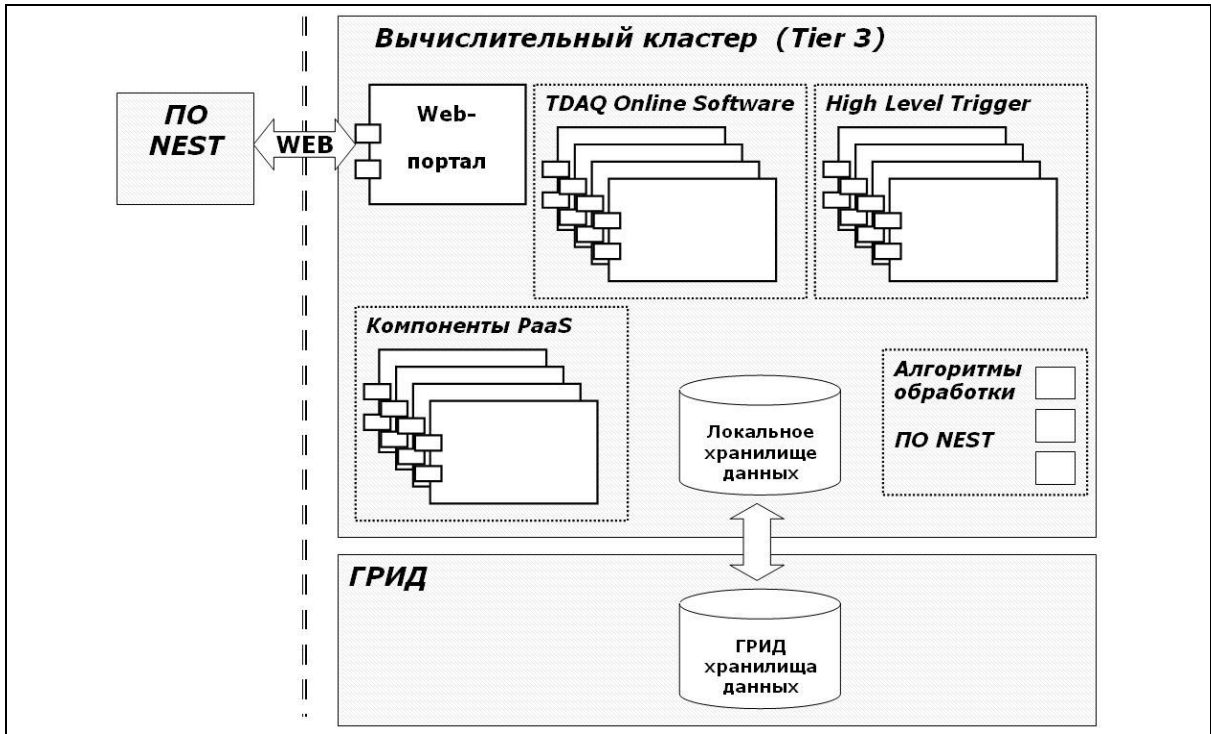 Вычислительный кластер (Tier 3)
ПО
NEST
WEB
Web-
портал
TDAQ Online Software
High Level Trigger
Компоненты PaaS
Локальное
хранилище
данных
Алгоритмы
обработки
ПО NEST
ГРИД
ГРИД
хранилища
данных